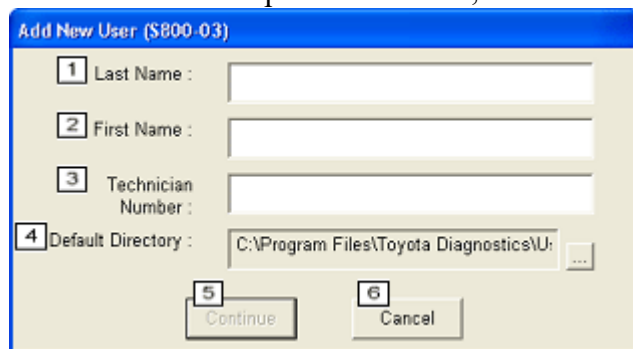 Add New User (S800-03)
1 Last Name :
2 First Name :
3 Technician
Number :
4 Default Directory : C:\Program Files\Toyota Diagnostics\U
...
5 6
Continue Cancel